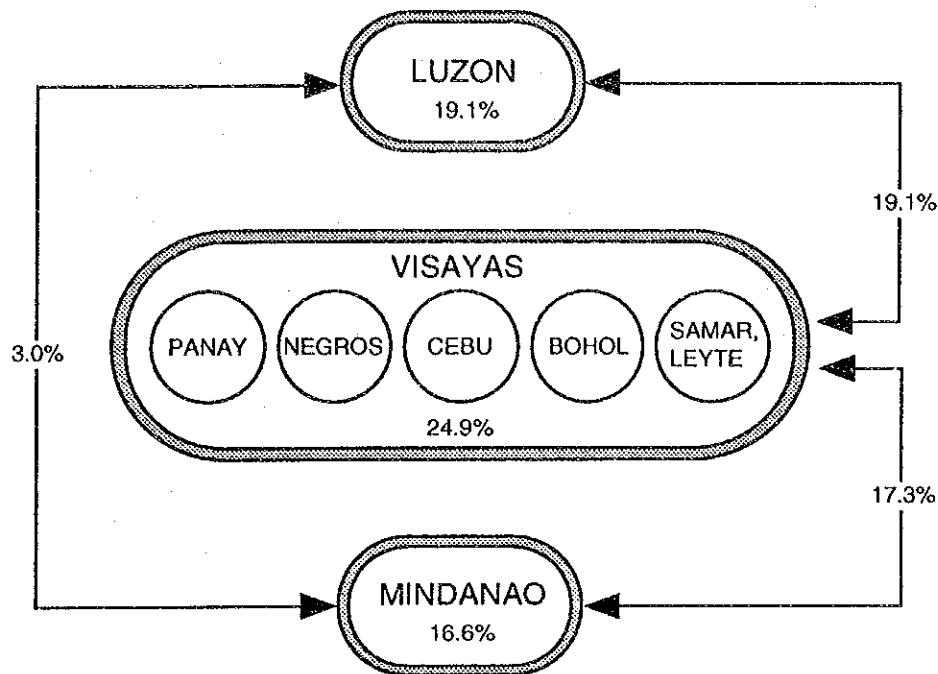 LUZON
19.1%
19.1%
VISAYAS
PANAY
NEGROS
CEBU
BOHOL
SAMAR,
LEYTE
3.0%
24.9%
17.3%
MINDANAO
16.6%